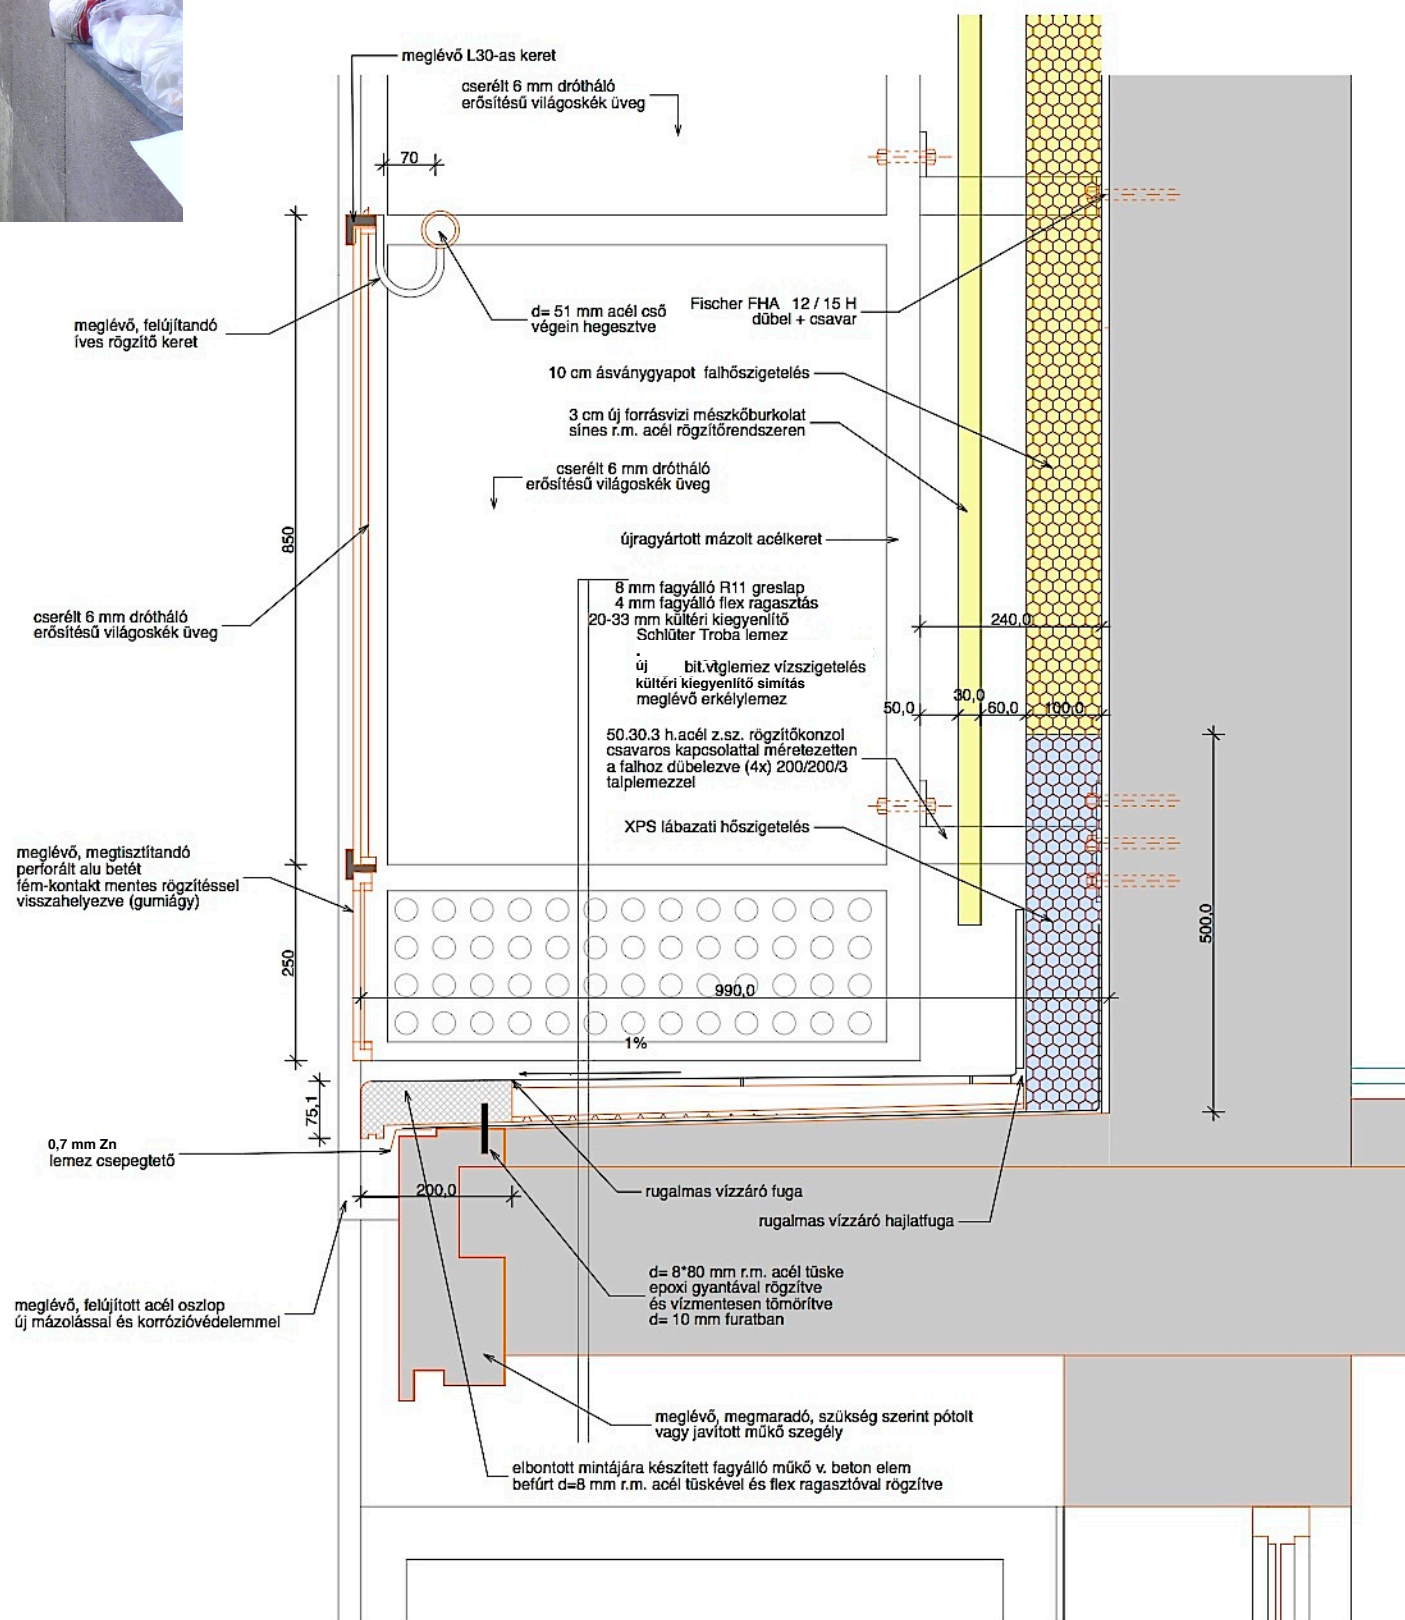 meglévő L30-as keret
cserélt 6 mm drótháló
erősítésű világoskék üveg
70
meglévő, felújítandó
íves rögzítő keret
d= 51 mm acél cső
végein hegesztve
Fischer FHA 12 / 15 H
dübel + csavar
10 cm ásványgyapot falhőszigetelés
3 cm új forrásvizi mészkőburkolat
sínes r.m. acél rögzítőrendszeren
cserélt 6 mm drótháló
erősítésű világoskék üveg
850
újragyártott mázolt acélkeret
8 mm fagyálló R11 greslap
4 mm fagyálló flex ragasztás
20-33 mm kültéri kiegyenlítő
Schlüter Troba lemez
új bit.vtglemez vízszigetelés
kültéri kiegyenlítő simítás
meglévő erkélylemez
cserélt 6 mm drótháló
erősítésű világoskék üveg
240,0
50,0
30,0
60,0
100,0
50.30.3 h.acél z.sz. rögzítőkonzol
csavaros kapcsolattal méretezetten
a falhoz dübelezve (4x) 200/200/3
talplemezzel
XPS lábazati hőszigetelés
meglévő, megtisztítandó
perforált alu betét
fém-kontakt mentes rögzítéssel
visszahelyezve (gumiágy)
500,0
250
990,0
1%
75,1
0,7 mm Zn
lemez csepegtető
200,0
rugalmas vízzáró fuga
rugalmas vízzáró hajlatfuga
d= 8*80 mm r.m. acél tüske
epoxi gyantával rögzítve
és vízmentesen tömörítve
d= 10 mm furatban
meglévő, felújított acél oszlop
új mázolással és korrózióvédelemmel
meglévő, megmaradó, szükség szerint pótolt
vagy javított műkő szegély
elbontott mintájára készített fagyálló műkő v. beton elem
befúrt d=8 mm r.m. acél tüskével és flex ragasztóval rögzítve